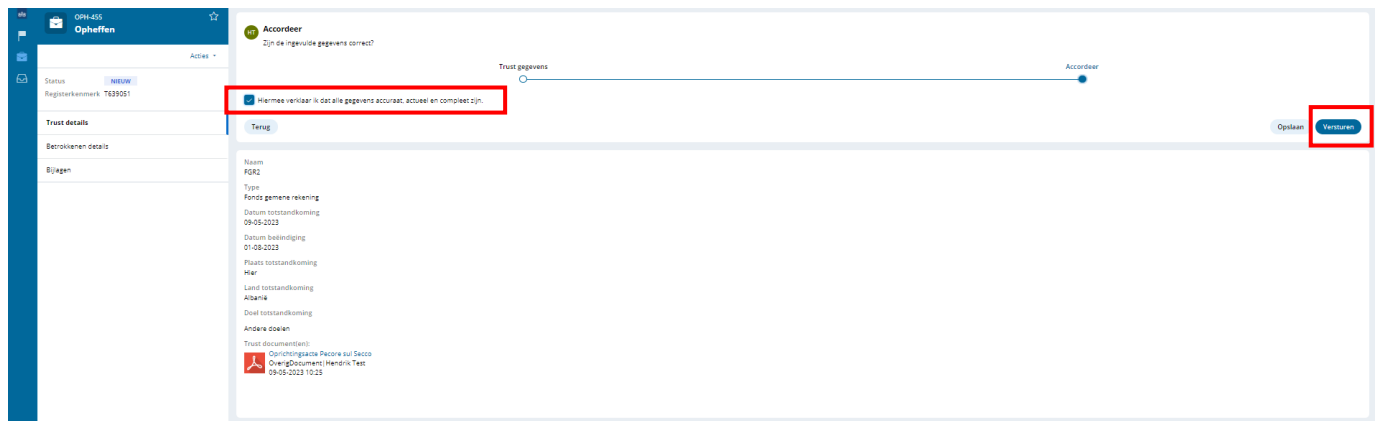 OPH-455
Opheffen
Acties
Status NIEUW
Registerkenmerk T639051
Trust details
Betrokkenen details
Bijlagen
HT
Accordeer
Zijn de ingevulde gegevens correct?
Trust gegevens
Accordeer
Hiermee verklaar ik dat alle gegevens accuraat, actueel en compleet zijn.
Terug
Opslaan
Versturen
Naam
FGR2
Type
Fonds gemene rekening
Datum totstandkoming
09-05-2023
Datum beëindiging
01-08-2023
Plaats totstandkoming
Hier
Land totstandkoming
Albanië
Doel totstandkoming
Andere doelen
Trust document(en):
Oprichtingsacte Pecore sul Secco
OverigDocument| Hendrik Test
09-05-2023 10:25